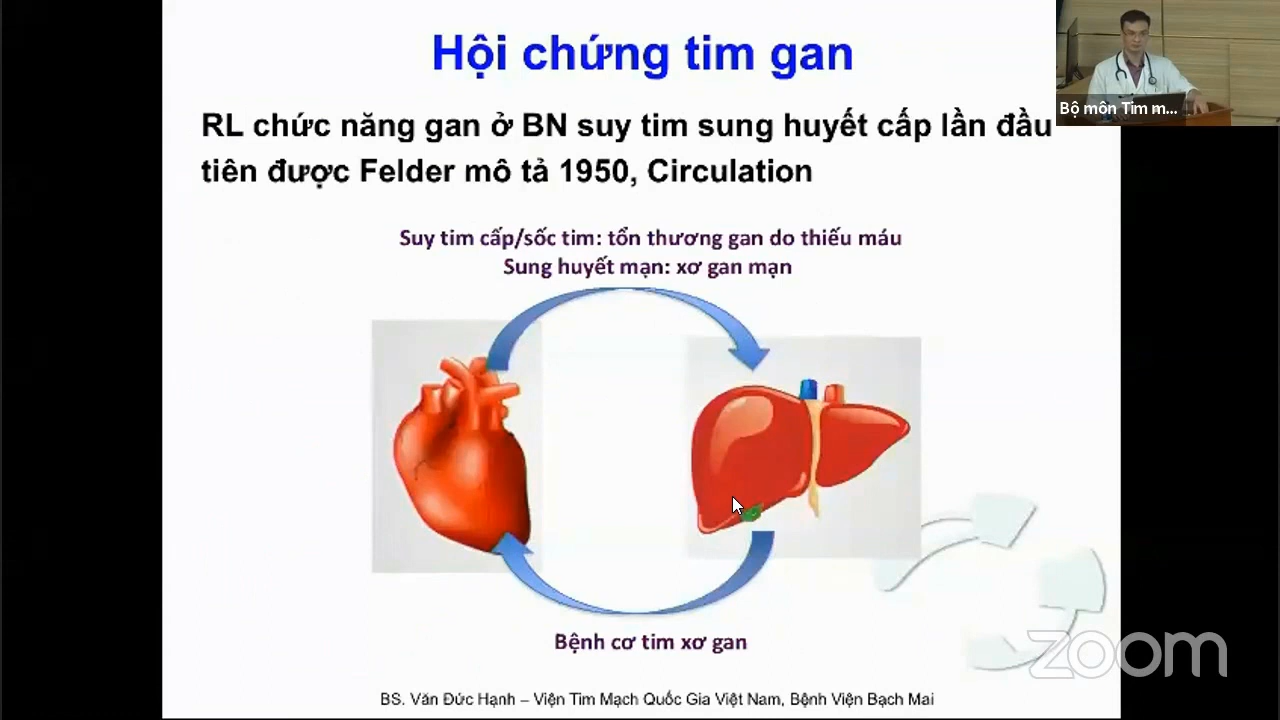 Hội chứng tim gan
Bộ môn Tim m...
RL chức năng gan ở BN suy tim sung huyết cấp lần đầu
tiên được Felder mô tả 1950, Circulation
Suy tim cấp/sốc tim: tổn thương gan do thiếu máu
Sung huyết mạn: xơ gan mạn
Bệnh cơ tim xơ gan
zoom
BS. Văn Đức Hạnh – Viện Tim Mạch Quốc Gia Việt Nam, Bệnh Viện Bạch Mai